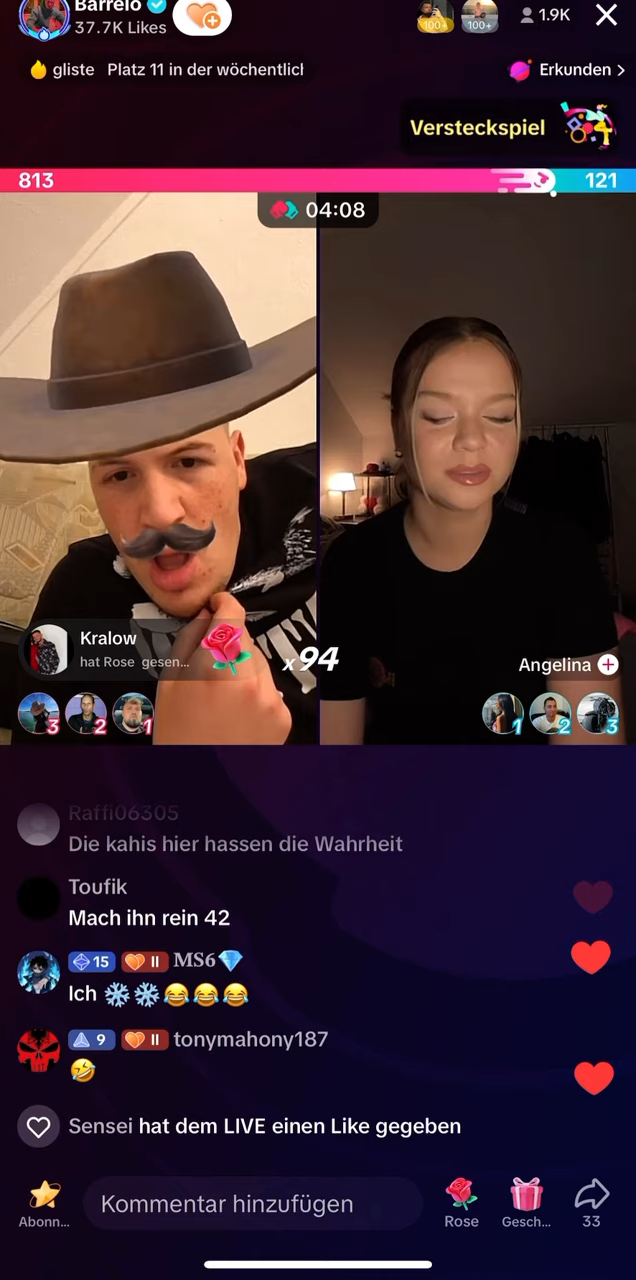 Barrelo
37.7K Likes
100+
100+
1.9K
gliste Platz 11 in der wöchentlich
Erkunden >
Versteckspiel
813
121
04:08
Kralow
hat Rose gesen...
x94
Angelina
3
2
1
1
2
3
Raffi06305
Die kahis hier hassen die Wahrheit
Toufik
Mach ihn rein 42
15 II MS6💎
Ich ❄️❄️😂😂😂
9 II tonymahony187
🤣
Sensei hat dem LIVE einen Like gegeben
Abonn...
Kommentar hinzufügen
Rose
Gesch...
33